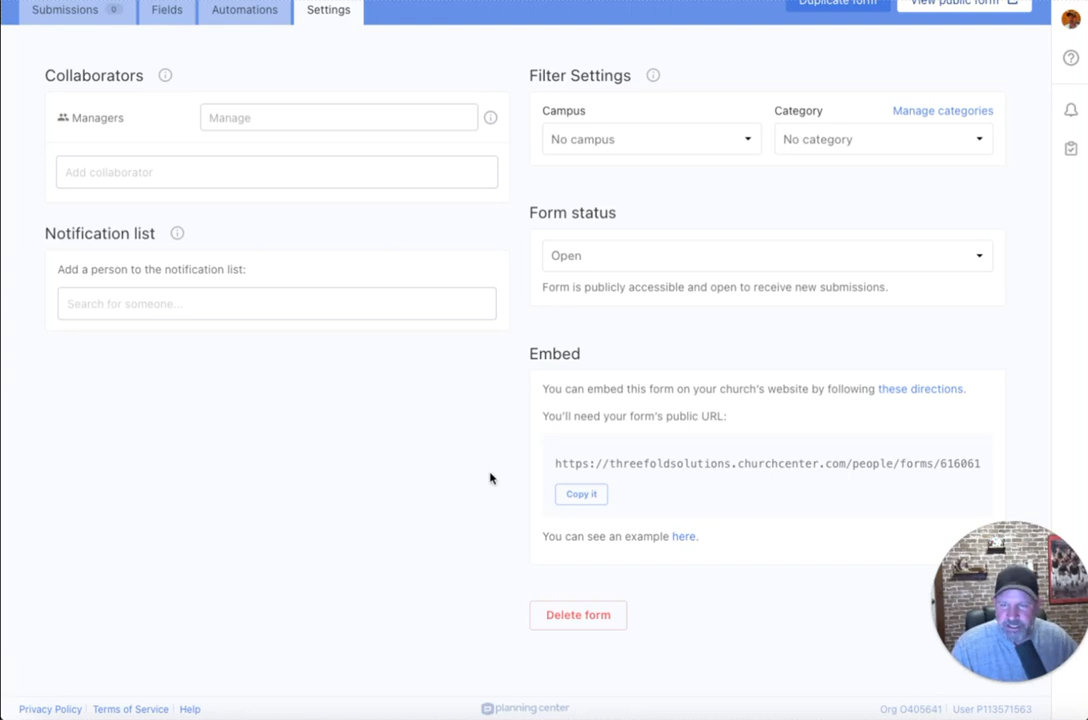 Submissions 0
Fields
Automations
Settings
Duplicate form
View public form
Collaborators
Managers
Manage
Add collaborator
Notification list
Add a person to the notification list:
Search for someone...
Filter Settings
Campus
Category
Manage categories
No campus
No category
Form status
Open
Form is publicly accessible and open to receive new submissions.
Embed
You can embed this form on your church's website by following these directions.
You'll need your form's public URL:
https://threefoldsolutions.churchcenter.com/people/forms/616061
Copy it
You can see an example here.
Delete form
Privacy Policy
Terms of Service
Help
planning center
Org O405641
User P113571563